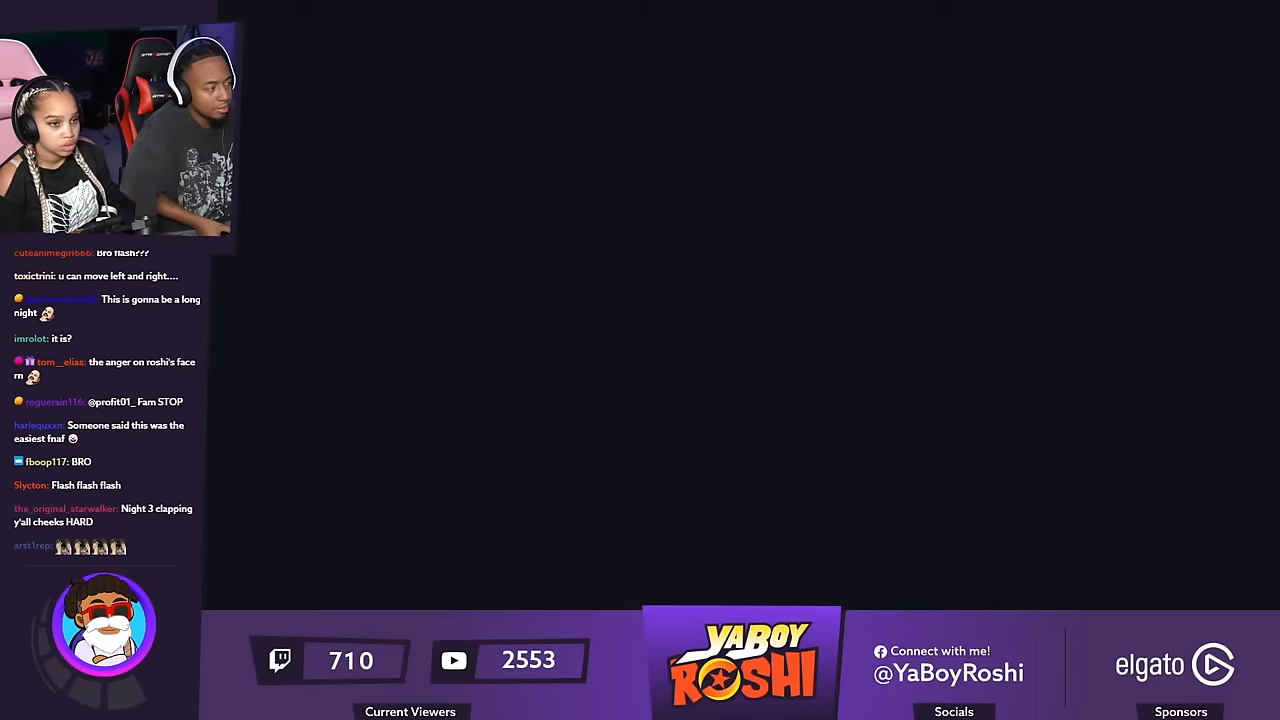 cuteanimegirl666: Bro flash???
toxictrini: u can move left and right....
This is gonna be a long
night
imrolot: it is?
tom__elias: the anger on roshi's face
rn
roguerain116: @profit01_ Fam STOP
harlequxxn: Someone said this was the
easiest fnaf
fboop117: BRO
Slycton: Flash flash flash
the_original_starwalker: Night 3 clapping
y'all cheeks HARD
arst1rep:
710
2553
Current Viewers
YABOY
ROSHI
Connect with me!
@YaBoyRoshi
Socials
elgato
Sponsors